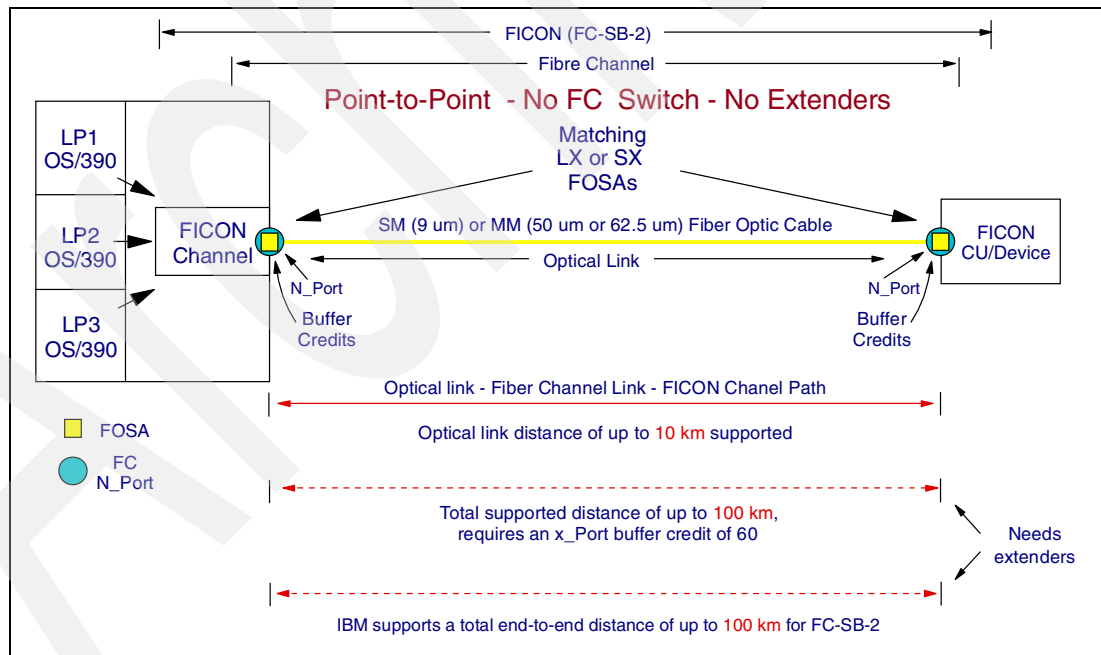 FICON (FC-SB-2)
Fibre Channel
Point-to-Point - No FC Switch - No Extenders
LP1
OS/390
LP2
OS/390
LP3
OS/390
FICON
Channel
Matching
LX or SX
FOSAs
SM (9 um) or MM (50 um or 62.5 um) Fiber Optic Cable
Optical Link
N_Port
Buffer
Credits
N_Port
Buffer
Credits
FICON
CU/Device
Optical link - Fiber Channel Link - FICON Chanel Path
Optical link distance of up to 10 km supported
FOSA
FC
N_Port
Total supported distance of up to 100 km,
requires an x_Port buffer credit of 60
Needs
extenders
IBM supports a total end-to-end distance of up to 100 km for FC-SB-2